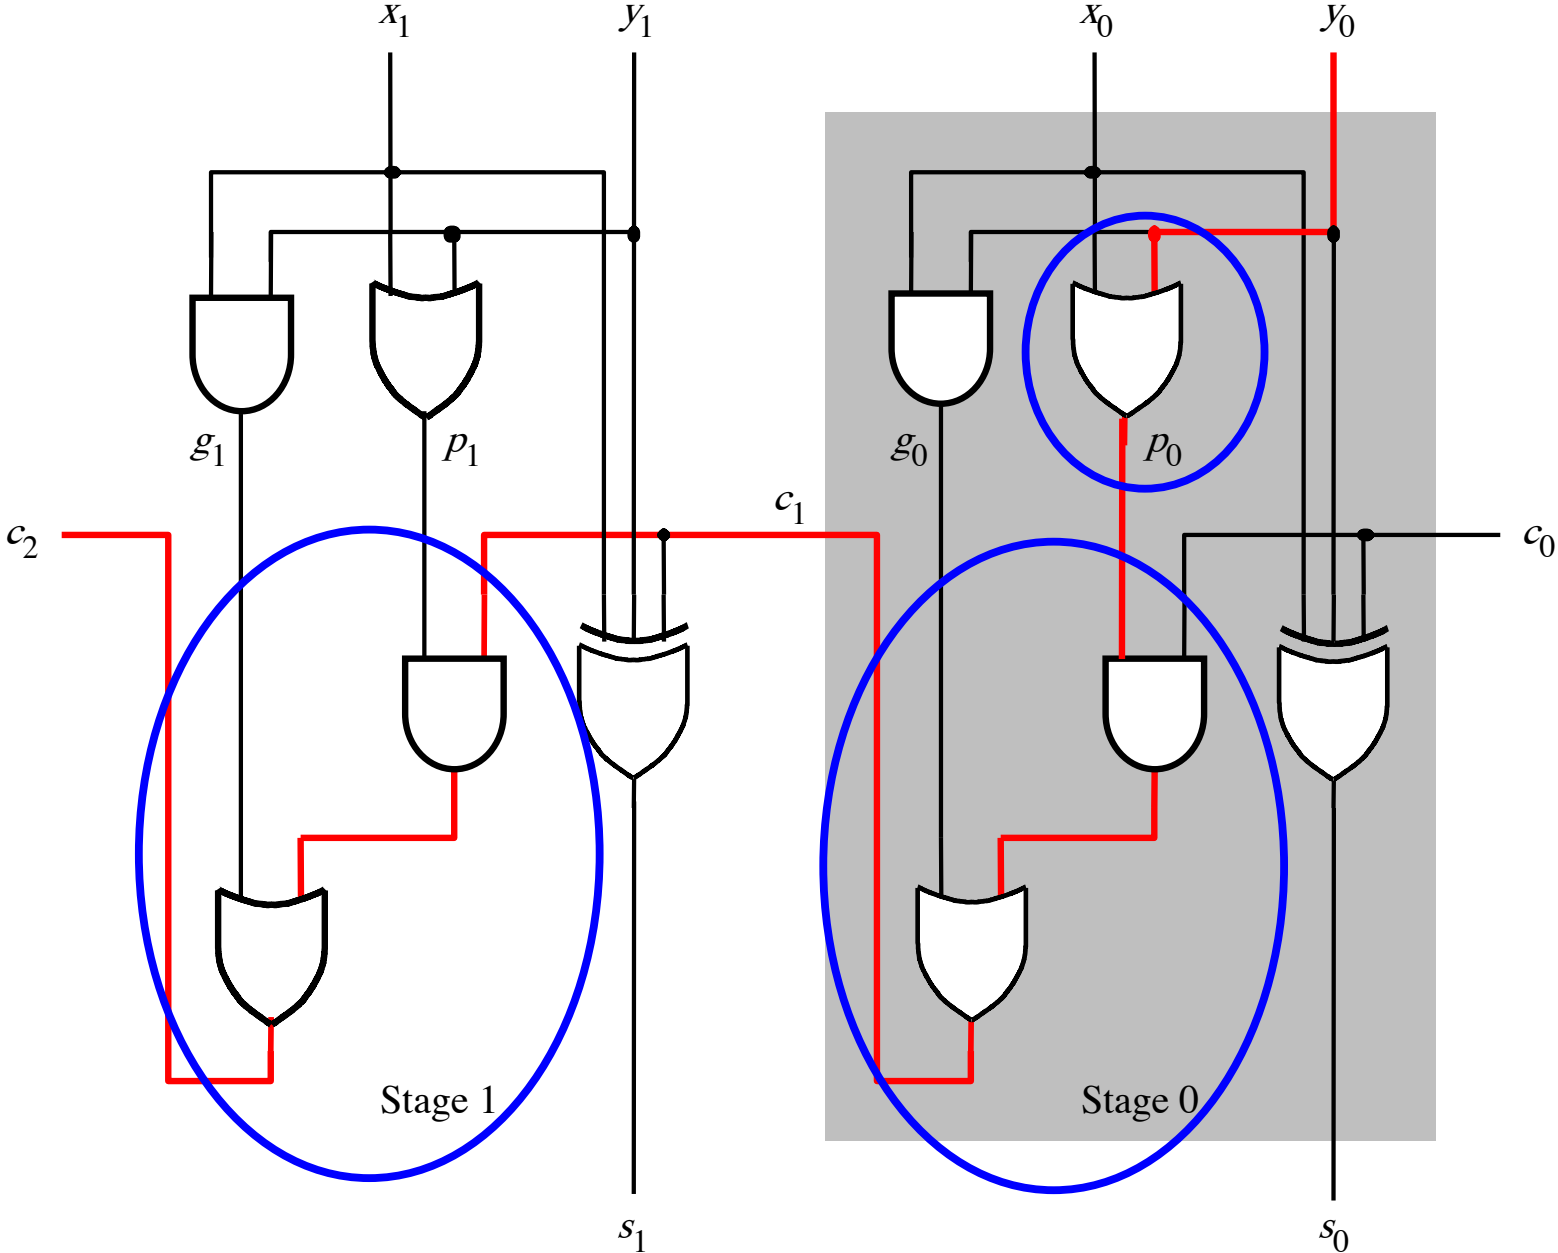 x₁ y₁ x₀ y₀
g₁ p₁ g₀ p₀
c₂ c₁ c₀
Stage 1 Stage 0
s₁ s₀